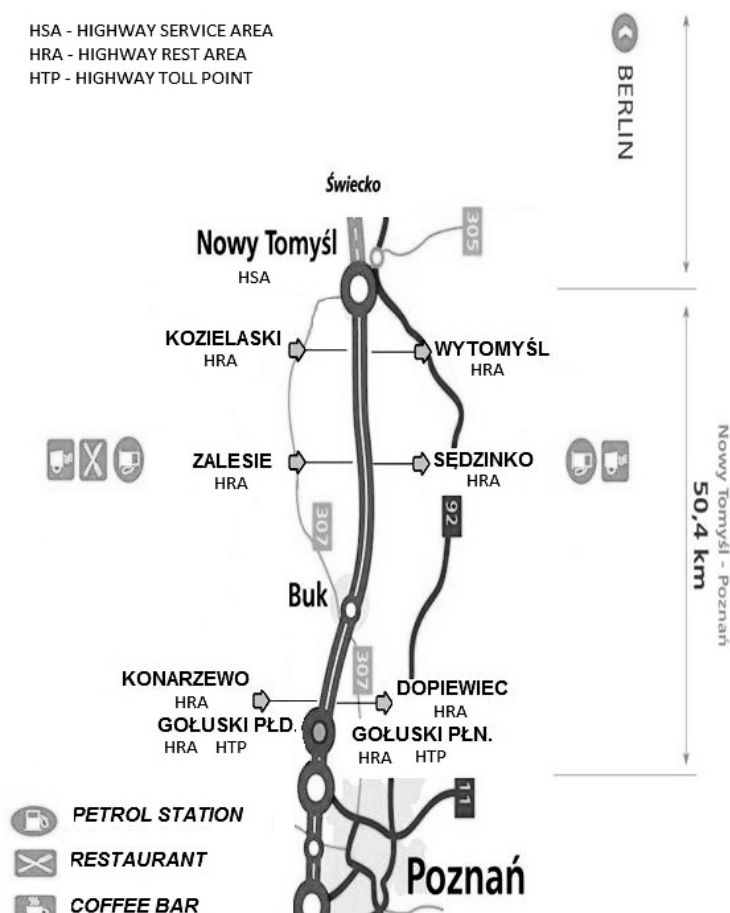 HSA - HIGHWAY SERVICE AREA
HRA - HIGHWAY REST AREA
HTP - HIGHWAY TOLL POINT
BERLIN
Świecko
305
Nowy Tomyśl
HSA
KOZIELASKI
HRA
WYTOMYŚL
HRA
ZALESIE
HRA
SĘDZINKO
HRA
307
92
Nowy Tomyśl - Poznań
50,4 km
Buk
307
KONARZEWO
HRA
DOPIEWIEC
HRA
GOŁUSKI PŁD.
HRA HTP
GOŁUSKI PŁN.
HRA HTP
11
PETROL STATION
RESTAURANT
COFFEE BAR
Poznań